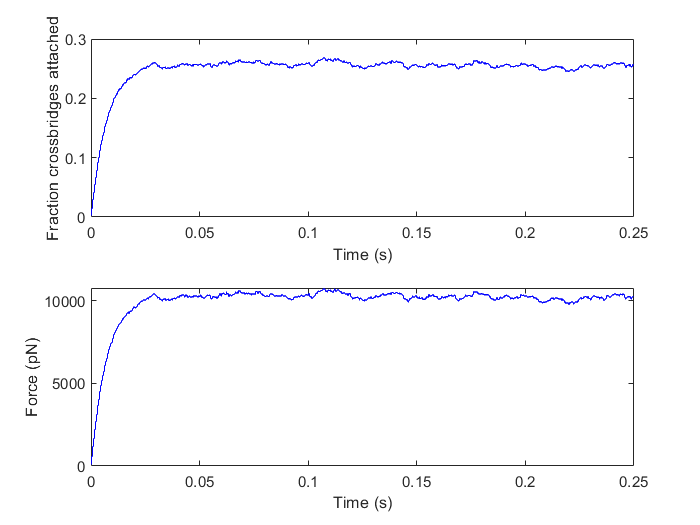 Fraction crossbridges attached
0.3
0.2
0.1
0
0 0.05 0.1 0.15 0.2 0.25
Time (s)
Force (pN)
10000
5000
0
0 0.05 0.1 0.15 0.2 0.25
Time (s)